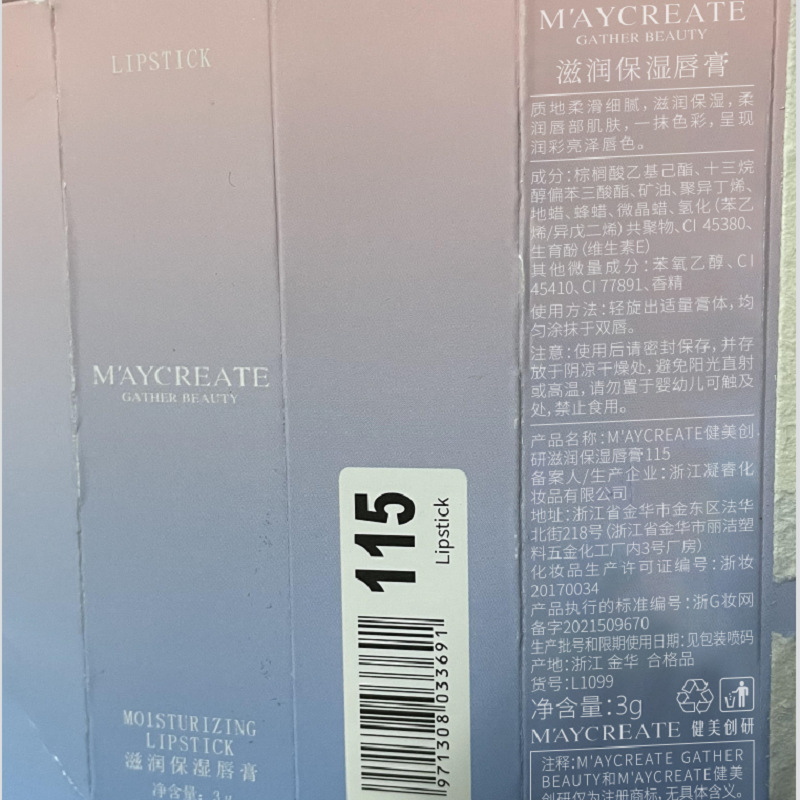 LIPSTICK
M'AYCREATE
GATHER BEAUTY
MOISTURIZING
LIPSTICK
滋润保湿唇膏
净含量：3g
115
Lipstick
971308 033691
M'AYCREATE
GATHER BEAUTY
滋润保湿唇膏
质地柔滑细腻，滋润保湿，柔
润唇部肌肤，一抹色彩，呈现
润彩亮泽唇色。
成分：棕榈酸乙基己酯、十三烷
醇偏苯三酸酯、矿油、聚异丁烯、
地蜡、蜂蜡、微晶蜡、氢化（苯乙
烯/异戊二烯）共聚物、CI 45380、
生育酚（维生素E）
其他微量成分：苯氧乙醇、CI
45410、CI 77891、香精
使用方法：轻旋出适量膏体，均
匀涂抹于双唇。
注意：使用后请密封保存，并存
放于阴凉干燥处，避免阳光直射
或高温，请勿置于婴幼儿可触及
处，禁止食用。
产品名称：M'AYCREATE健美创
研滋润保湿唇膏115
备案人/生产企业：浙江凝睿化
妆品有限公司
地址：浙江省金华市金东区法华
北街218号（浙江省金华市丽洁塑
料五金化工厂内3号厂房）
化妆品生产许可证编号：浙妆
20170034
产品执行的标准编号：浙G妆网
备字2021509670
生产批号和限期使用日期：见包装喷码
产地：浙江 金华 合格品
货号：L1099
净含量：3g
M'AYCREATE 健美创研
注释：M'AYCREATE GATHER
BEAUTY和M'AYCREATE健美
创研仅为注册商标，无具体含义。